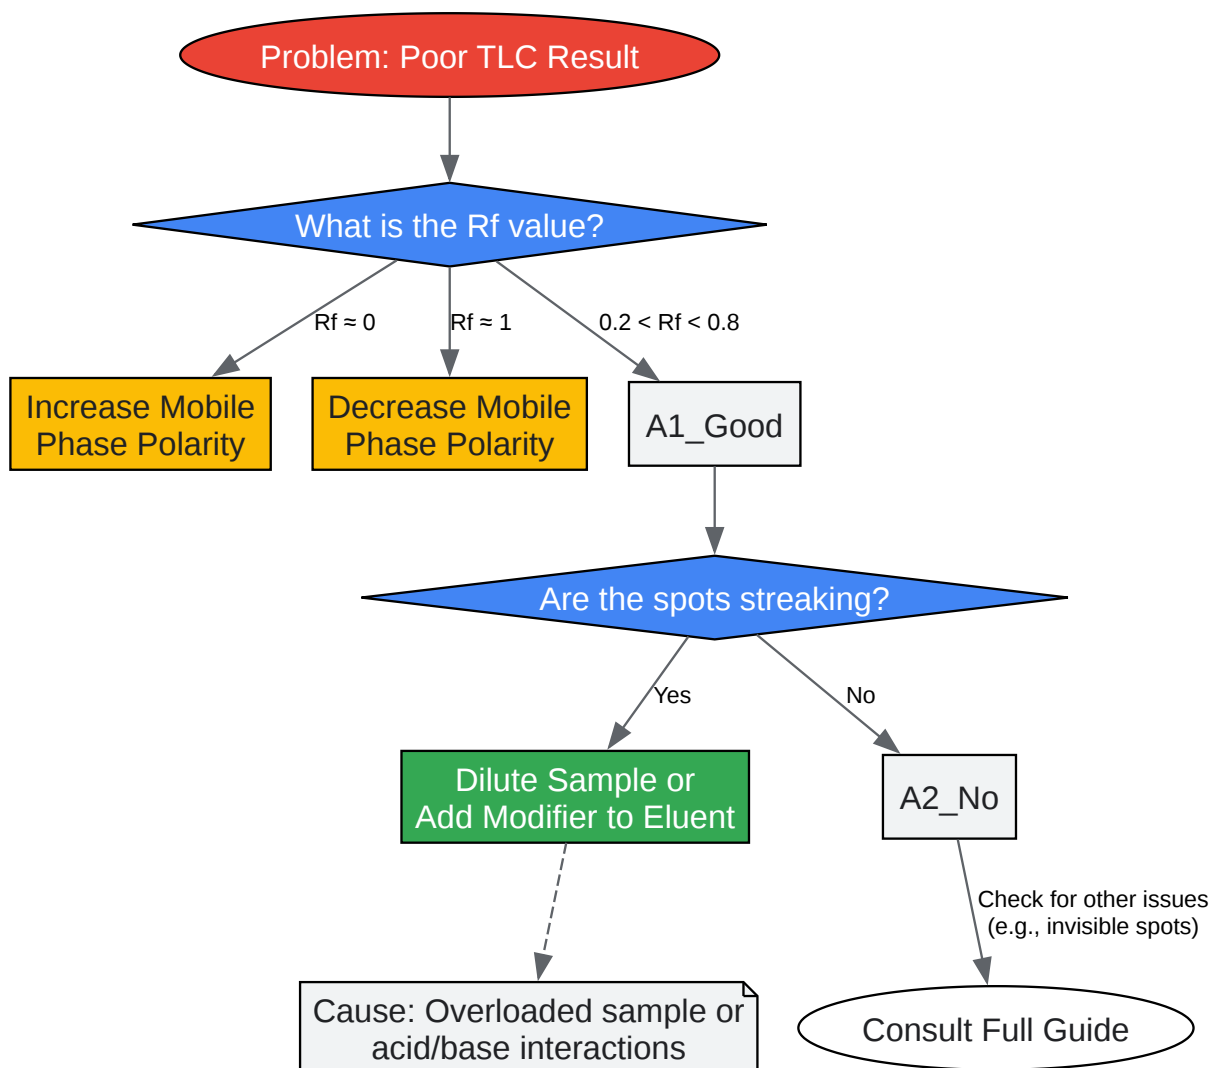 Problem: Poor TLC Result
What is the Rf value?
Rf ≈ 0
Rf ≈ 1
0.2 < Rf < 0.8
Increase Mobile
Phase Polarity
Decrease Mobile
Phase Polarity
A1_Good
Are the spots streaking?
Yes
No
Dilute Sample or
Add Modifier to Eluent
A2_No
Check for other issues
(e.g., invisible spots)
Cause: Overloaded sample or
acid/base interactions
Consult Full Guide